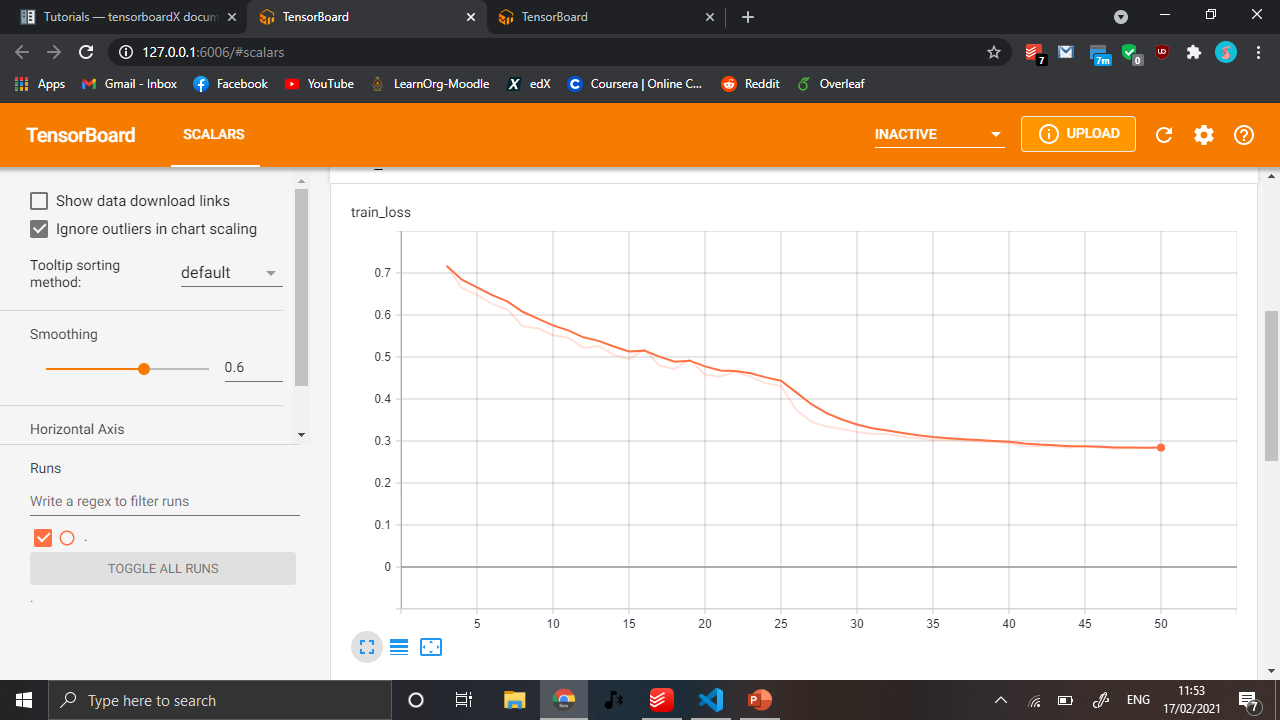 Tutorials — tensorboardX docum
TensorBoard
TensorBoard
127.0.0.1:6006/#scalars
7
7m
0
Apps
Gmail - Inbox
Facebook
YouTube
LearnOrg-Moodle
edX
Coursera | Online C...
Reddit
Overleaf
TensorBoard
SCALARS
INACTIVE
UPLOAD
Show data download links
Ignore outliers in chart scaling
Tooltip sorting
method:
default
Smoothing
0.6
Horizontal Axis
Runs
Write a regex to filter runs
.
TOGGLE ALL RUNS
.
train_loss
0.7
0.6
0.5
0.4
0.3
0.2
0.1
0
5 10 15 20 25 30 35 40 45 50
Type here to search
ENG
11:53
17/02/2021
7